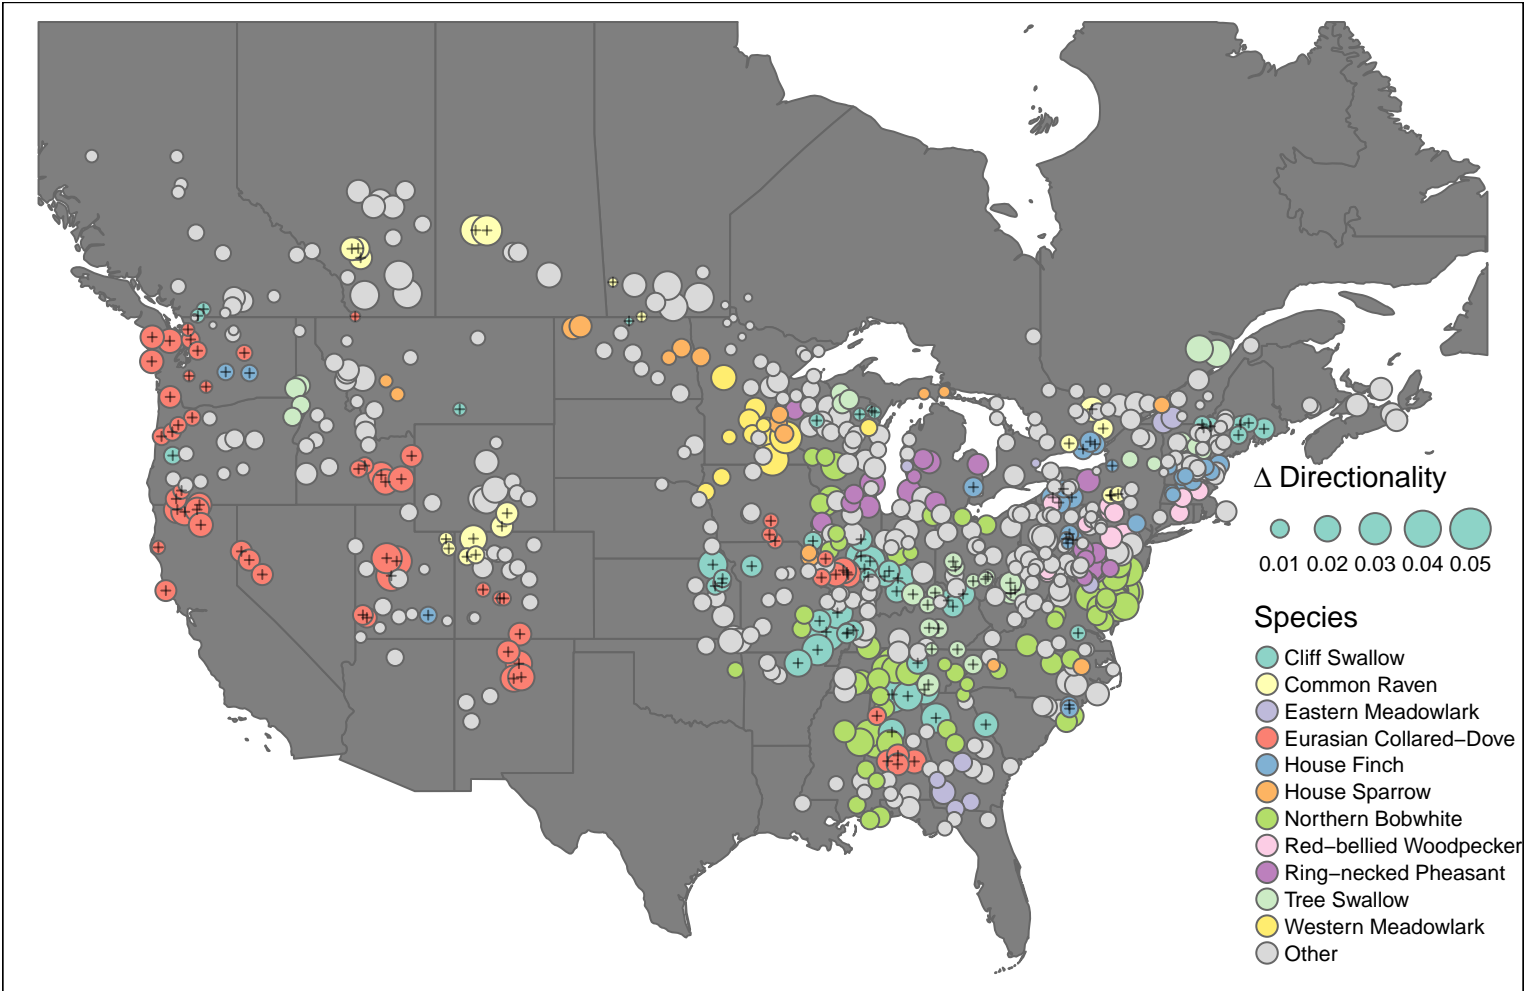 Δ Directionality
0.01 0.02 0.03 0.04 0.05
Species
Cliff Swallow
Common Raven
Eastern Meadowlark
Eurasian Collared−Dove
House Finch
House Sparrow
Northern Bobwhite
Red−bellied Woodpecker
Ring−necked Pheasant
Tree Swallow
Western Meadowlark
Other